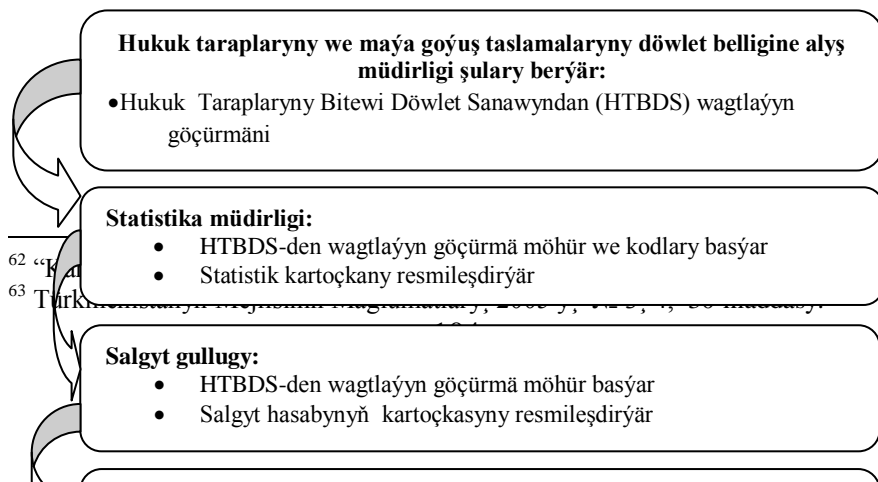 Hukuk taraplaryny we maýa goýuş taslamalaryny döwlet belligine alyş
müdirligi şulary berýär:
•Hukuk Taraplaryny Bitewi Döwlet Sanawyndan (HTBDS) wagtlaýyn
göçürmäni
Statistika müdirligi:
• HTBDS-den wagtlaýyn göçürmä möhür we kodlary basýar
• Statistik kartoçkany resmileşdirýär
62
63
Salgyt gullugy:
• HTBDS-den wagtlaýyn göçürmä möhür basýar
• Salgyt hasabynyň kartoçkasyny resmileşdirýär